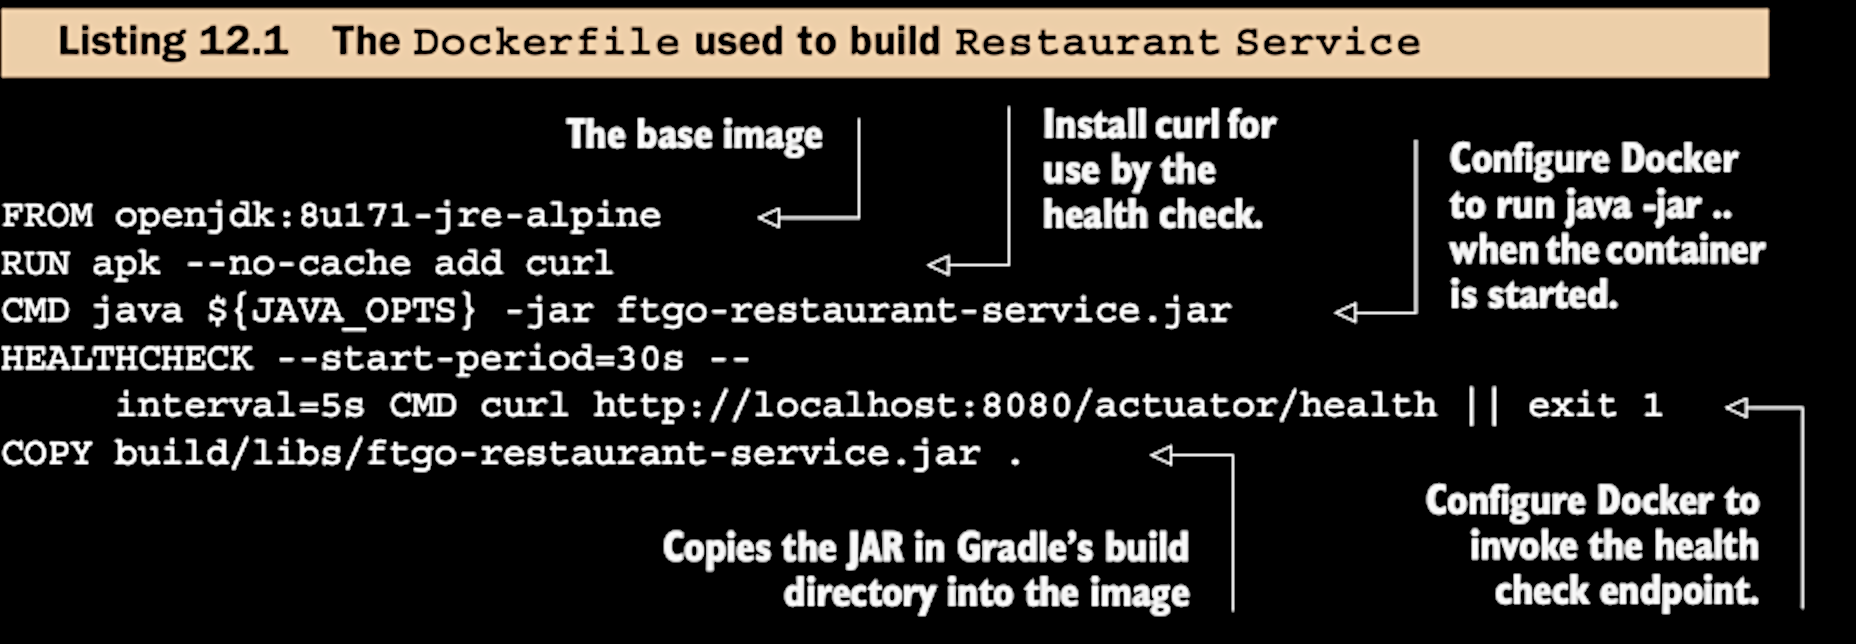 Listing 12.1 The Dockerfile used to build Restaurant Service
The base image
Install curl for
use by the
health check.
Configure Docker
to run java -jar ..
when the container
is started.
FROM openjdk:8u171-jre-alpine
RUN apk --no-cache add curl
CMD java ${JAVA_OPTS} -jar ftgo-restaurant-service.jar
HEALTHCHECK --start-period=30s --
interval=5s CMD curl http://localhost:8080/actuator/health || exit 1
COPY build/libs/ftgo-restaurant-service.jar .
Copies the JAR in Gradle's build
directory into the image
Configure Docker to
invoke the health
check endpoint.